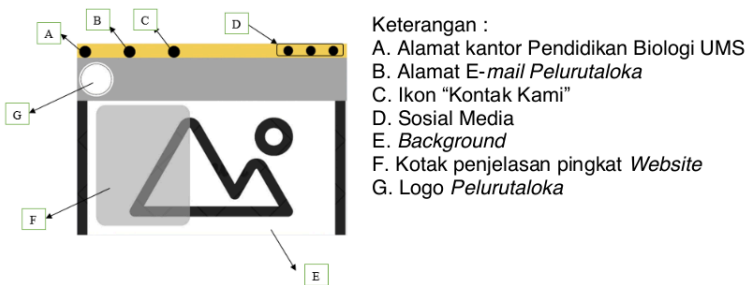 A
B
C
D
G
F
E
Keterangan :
A. Alamat kantor Pendidikan Biologi UMS
B. Alamat E-mail Pelurutaloka
C. Ikon “Kontak Kami”
D. Sosial Media
E. Background
F. Kotak penjelasan pingkat Website
G. Logo Pelurutaloka